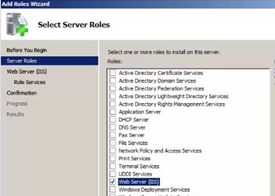 Add Roles Wizard
Select Server Roles
Before You Begin
Server Roles
Web Server (IIS)
Role Services
Confirmation
Progress
Results
Select one or more roles to install on this server.
Roles:
Active Directory Certificate Services
Active Directory Domain Services
Active Directory Federation Services
Active Directory Lightweight Directory Services
Active Directory Rights Management Services
Application Server
DHCP Server
DNS Server
Fax Server
File Services
Network Policy and Access Services
Print Services
Terminal Services
UDDI Services
Web Server (IIS)
Windows Deployment Services